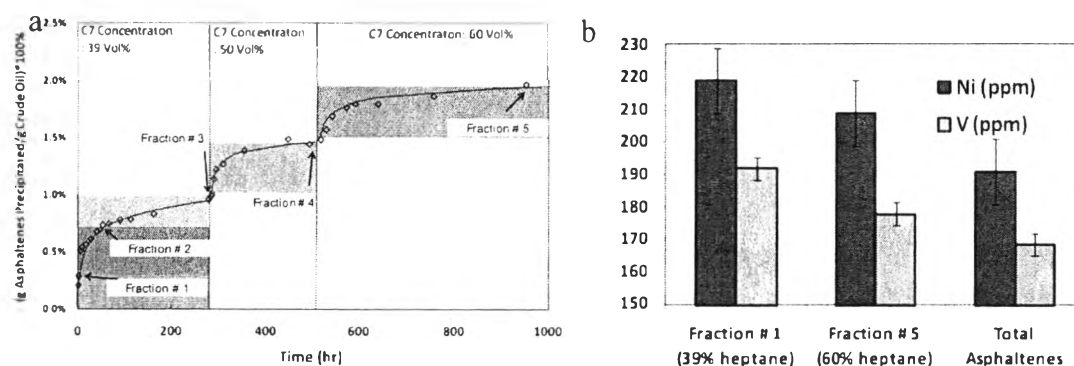 a
(g Asphaltenes Precipitated/g Crude Oil)*100%
2.5%
2.0%
1.5%
1.0%
0.5%
0.0%
C7 Concentraton
: 39 Vol%
C7 Concentraton
: 50 Vol%
C7 Concentraton: 60 Vol%
Fraction # 3
Fraction # 5
Fraction # 4
Fraction # 2
Fraction # 1
0
200
400
600
800
1000
Time (hr)
b
230
220
210
200
190
180
170
160
150
Ni (ppm)
V (ppm)
Fraction # 1
(39% heptane)
Fraction # 5
(60% heptane)
Total
Asphaltenes